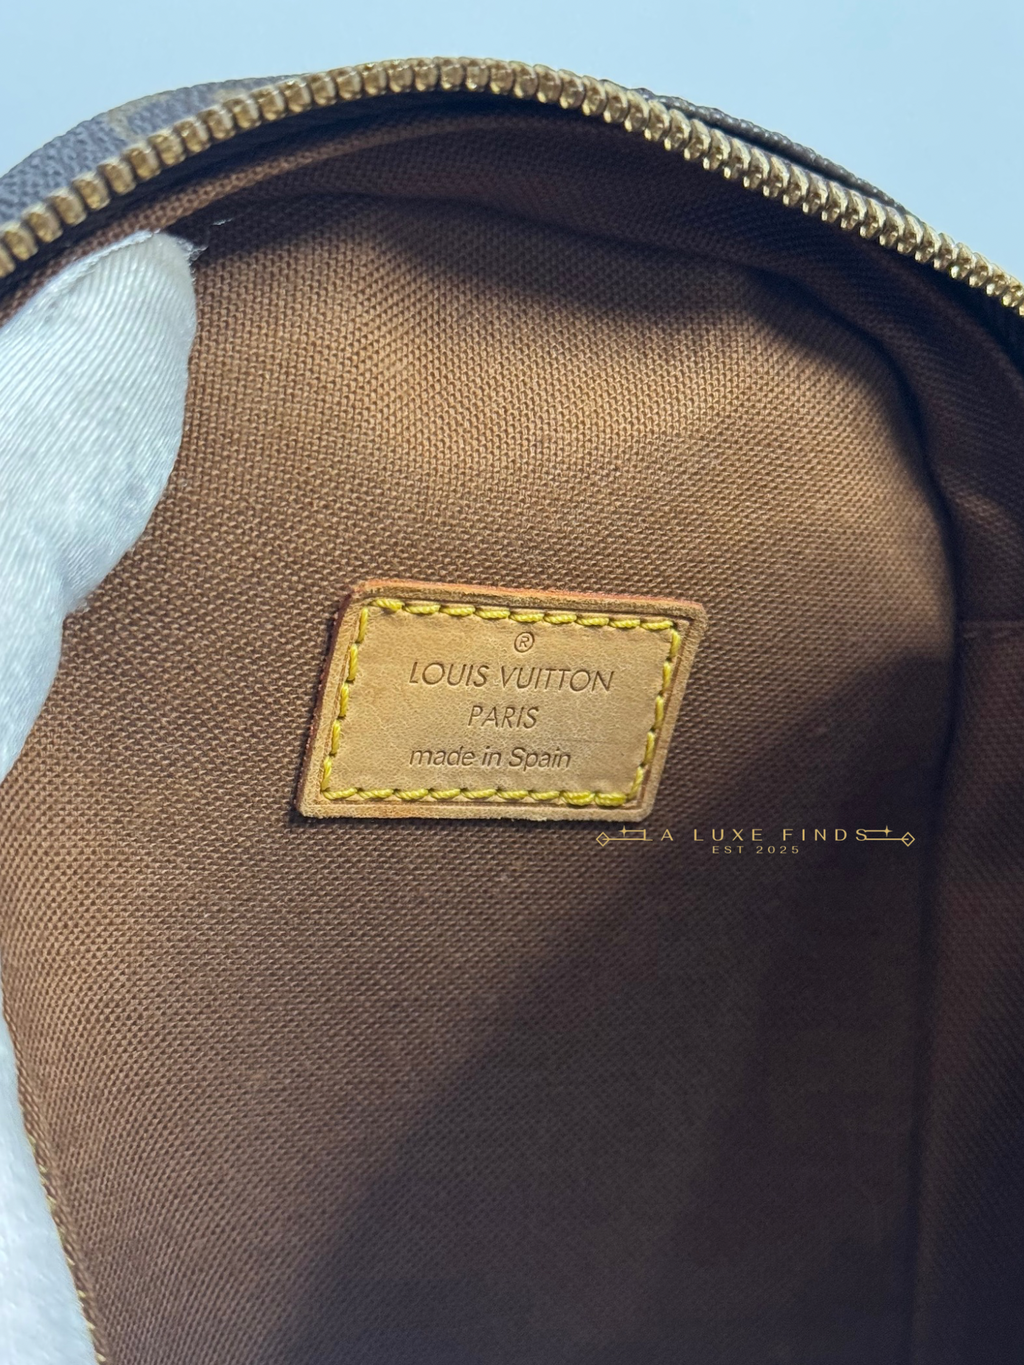 ®
LOUIS VUITTON
PARIS
made in Spain
LA LUXE FINDS
EST 2025